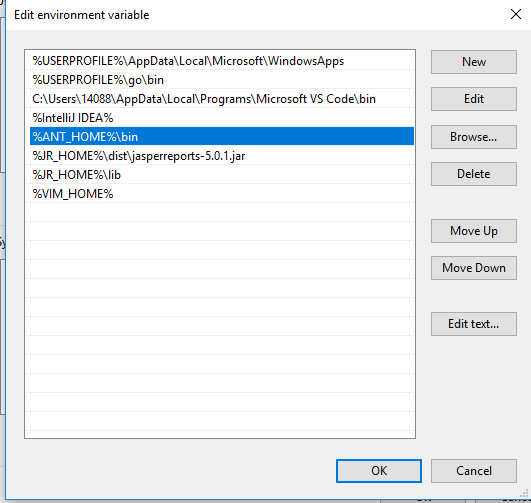 Edit environment variable
%USERPROFILE%\AppData\Local\Microsoft\WindowsApps
%USERPROFILE%\go\bin
C:\Users\14088\AppData\Local\Programs\Microsoft VS Code\bin
%IntelliJ IDEA%
%ANT_HOME%\bin
%JR_HOME%\dist\jasperreports-5.0.1.jar
%JR_HOME%\lib
%VIM_HOME%
New
Edit
Browse...
Delete
Move Up
Move Down
Edit text...
OK
Cancel